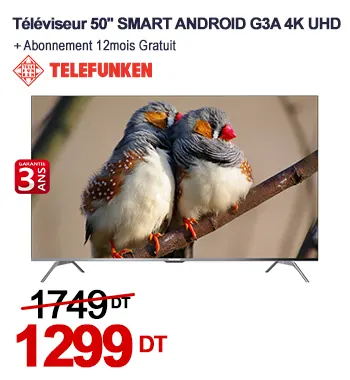 Téléviseur 50" SMART ANDROID G3A 4K UHD
+ Abonnement 12mois Gratuit
TELEFUNKEN
GARANTIE
3 ANS
1749 DT
1299 DT